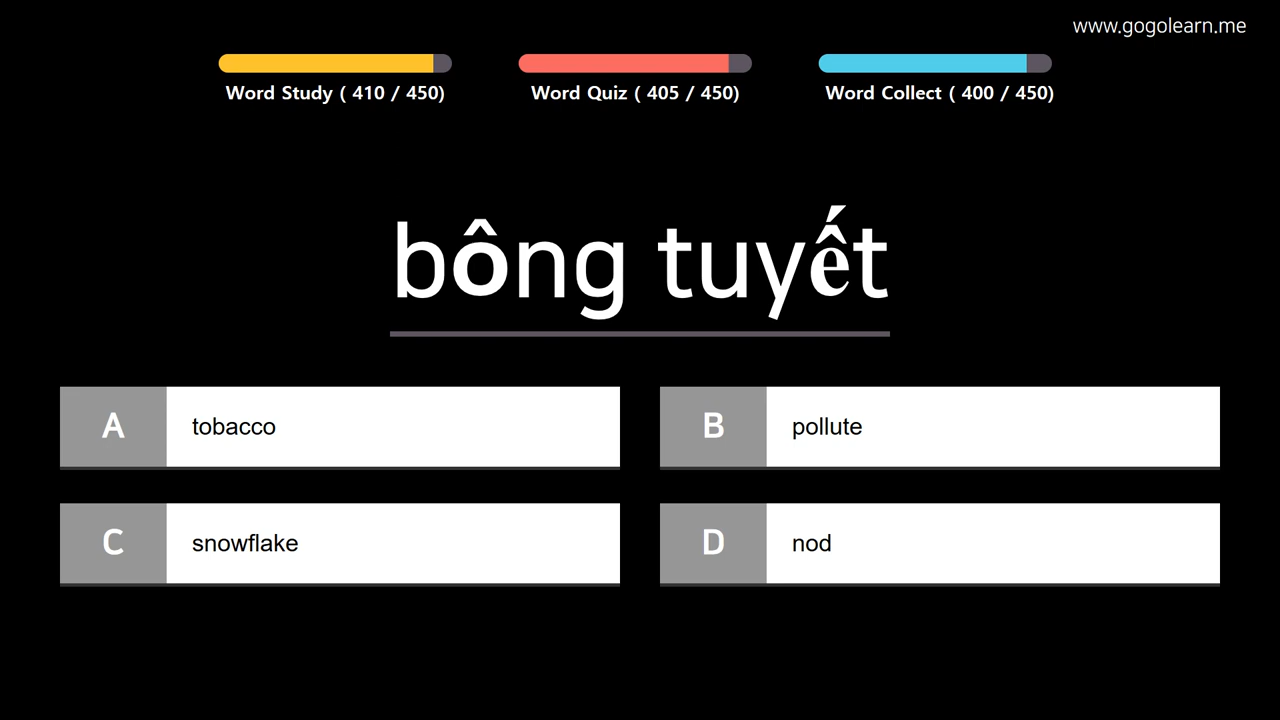 www.gogolearn.me
Word Study ( 410 / 450)
Word Quiz ( 405 / 450)
Word Collect ( 400 / 450)
bông tuyết
A tobacco
B pollute
C snowflake
D nod